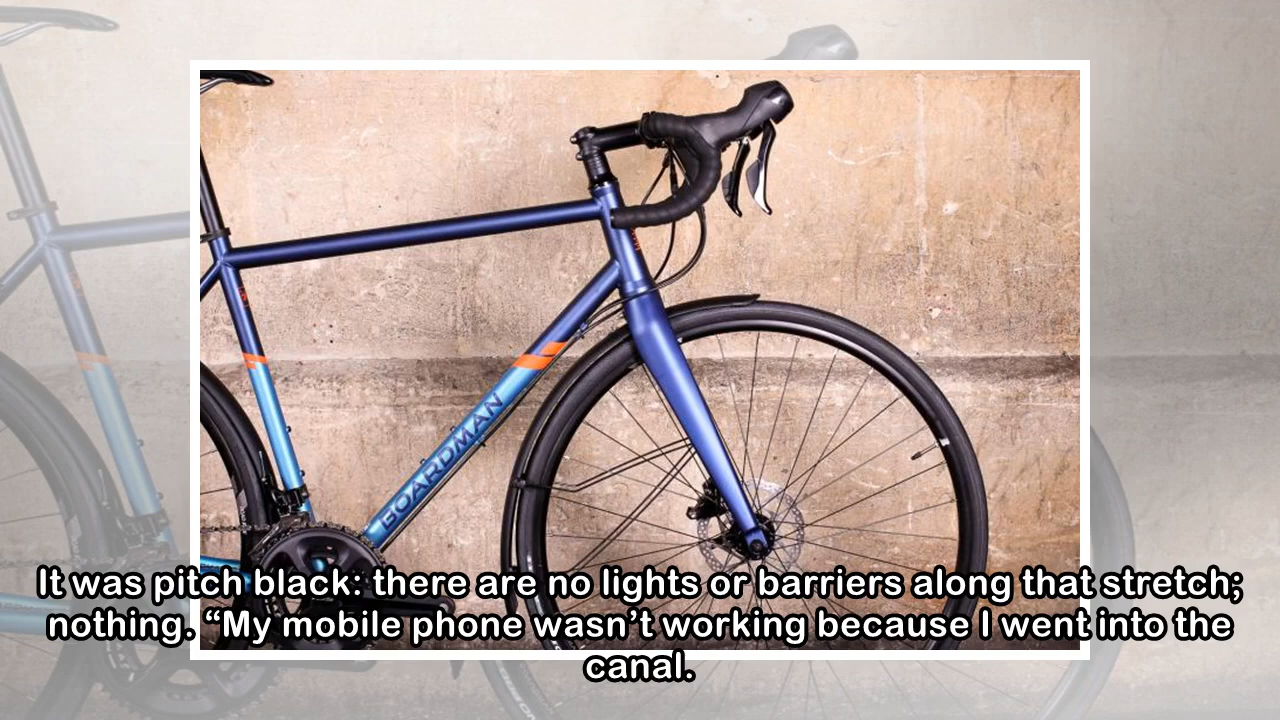 BOARDMAN
It was pitch black: there are no lights or barriers along that stretch;
nothing. “My mobile phone wasn’t working because I went into the
canal.